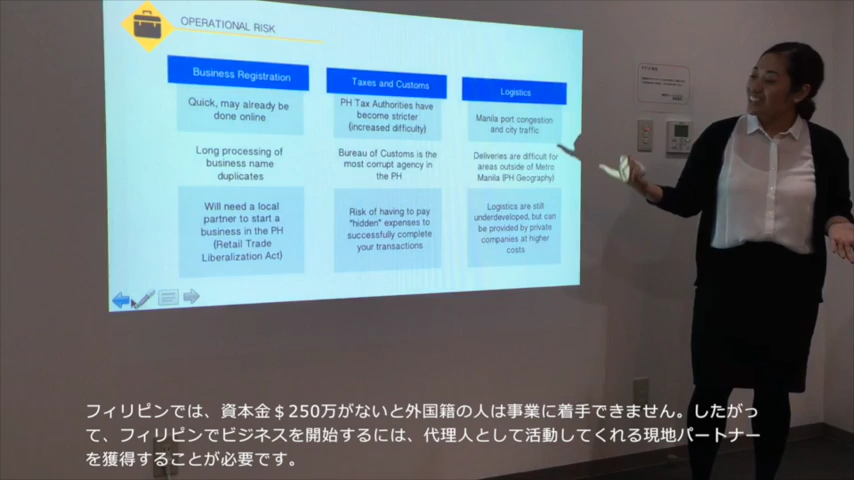 OPERATIONAL RISK
Business Registration
Quick, may already be
done online
Long processing of
business name
duplicates
Will need a local
partner to start a
business in the PH
(Retail Trade
Liberalization Act)
Taxes and Customs
PH Tax Authorities have
become stricter
(increased difficulty)
Bureau of Customs is the
most corrupt agency in
the PH
Risk of having to pay
"hidden" expenses to
successfully complete
your transactions
Logistics
Manila port congestion
and city traffic
Deliveries are difficult for
areas outside of Metro
Manila (PH Geography)
Logistics are still
underdeveloped, but can
be provided by private
companies at higher
costs
フィリピンでは、資本金＄250万がないと外国籍の人は事業に着手できません。したがっ
て、フィリピンでビジネスを開始するには、代理人として活動してくれる現地パートナー
を獲得することが必要です。